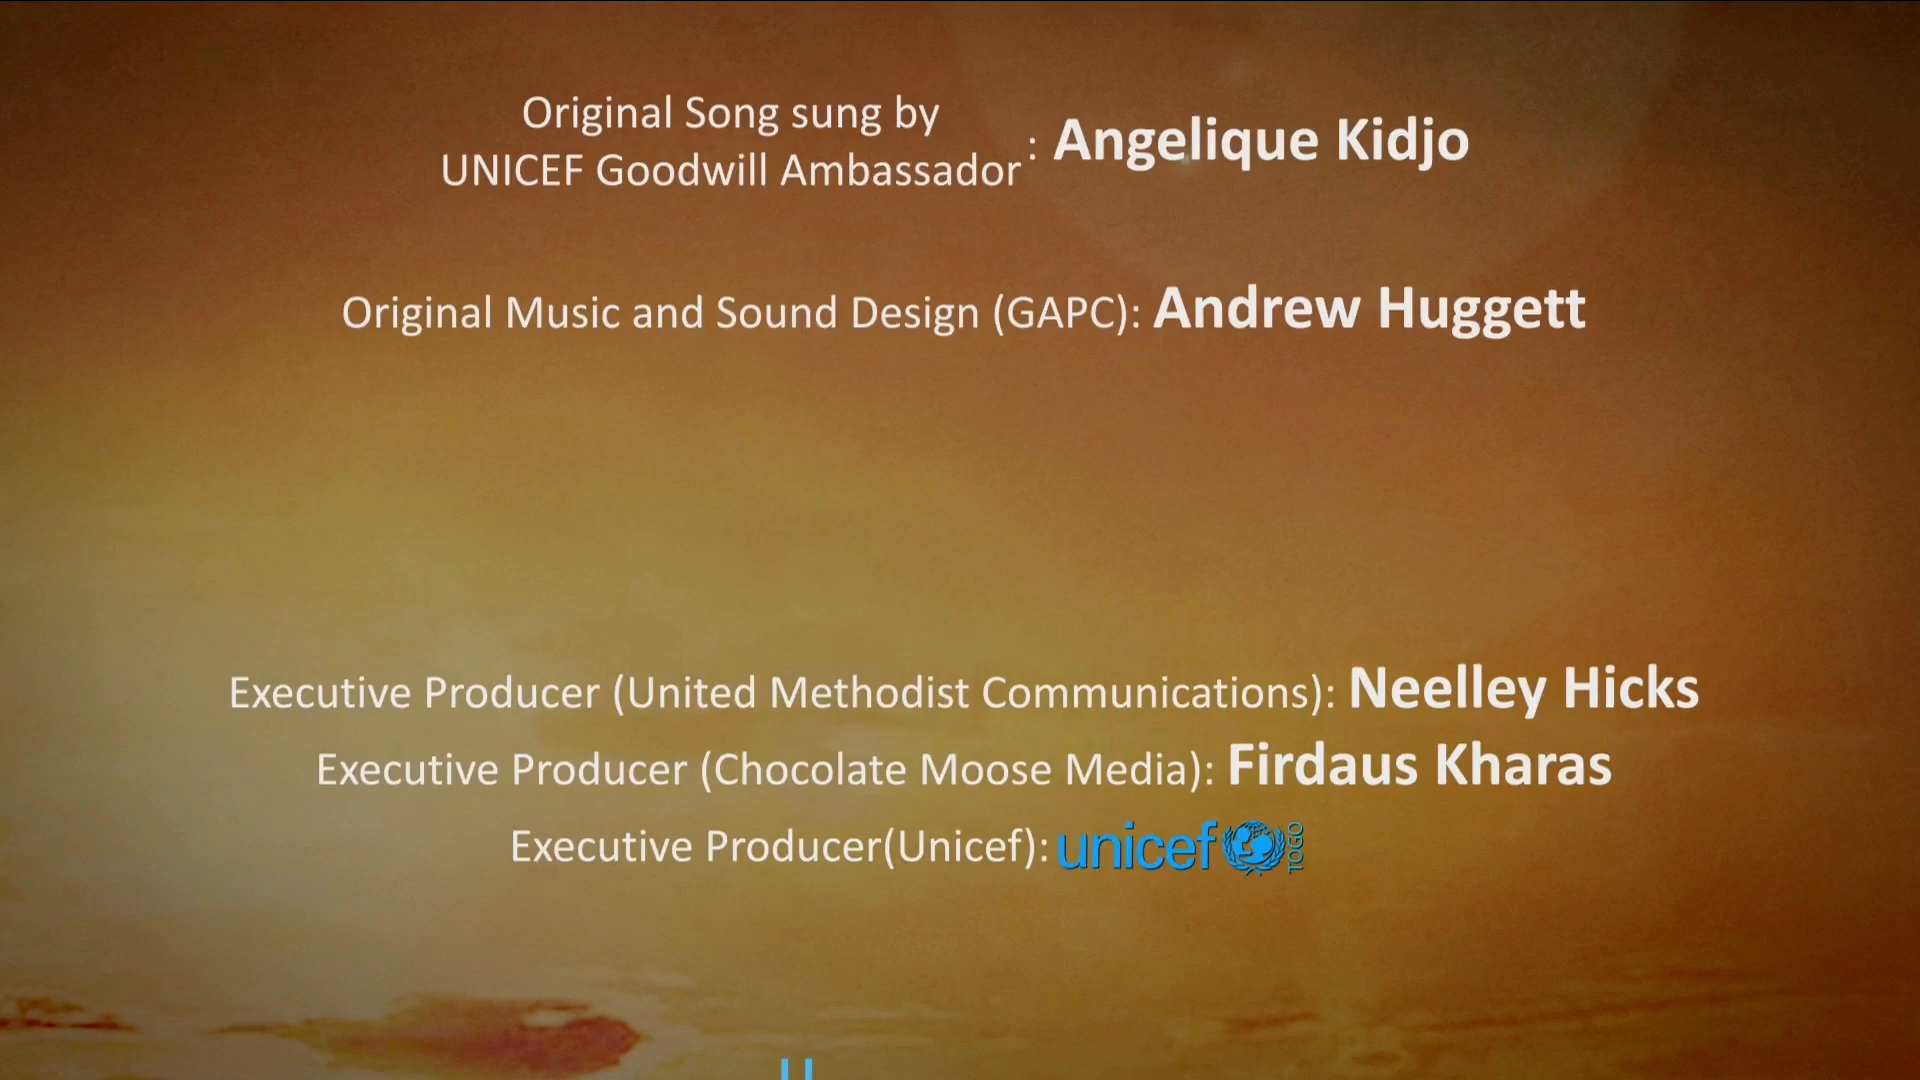 Original Song sung by
UNICEF Goodwill Ambassador : Angelique Kidjo
Original Music and Sound Design (GAPC): Andrew Huggett
Executive Producer (United Methodist Communications): Neelley Hicks
Executive Producer (Chocolate Moose Media): Firdaus Kharas
Executive Producer(Unicef): unicef TOGO